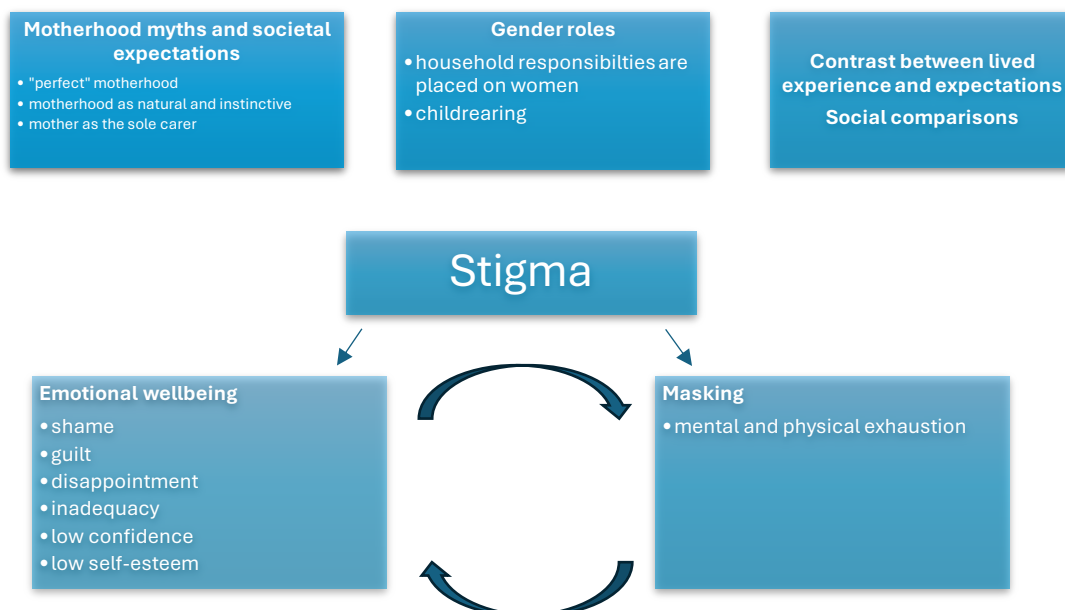 Motherhood myths and societal
expectations
• "perfect" motherhood
• motherhood as natural and instinctive
• mother as the sole carer
Gender roles
• household responsibilties are
placed on women
• childrearing
Contrast between lived
experience and expectations
Social comparisons
Stigma
Emotional wellbeing
• shame
• guilt
• disappointment
• inadequacy
• low confidence
• low self-esteem
Masking
• mental and physical exhaustion